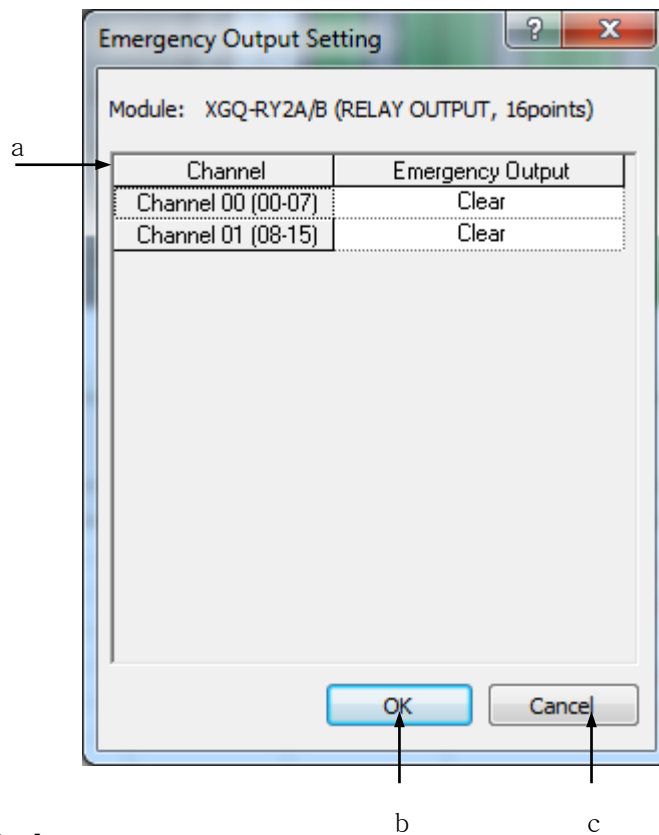 Emergency Output Setting
?
X
Module: XGQ-RY2A/B (RELAY OUTPUT, 16points)
a
Channel Emergency Output
Channel 00 (00-07) Clear
Channel 01 (08-15) Clear
OK Cancel
b c